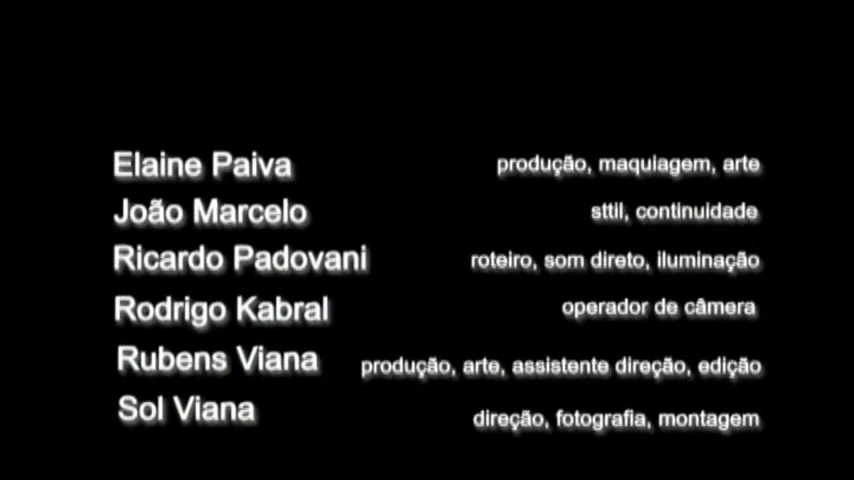 Elaine Paiva produção, maquiagem, arte
João Marcelo sttil, continuidade
Ricardo Padovani roteiro, som direto, iluminação
Rodrigo Kabral operador de câmera
Rubens Viana produção, arte, assistente direção, edição
Sol Viana direção, fotografia, montagem